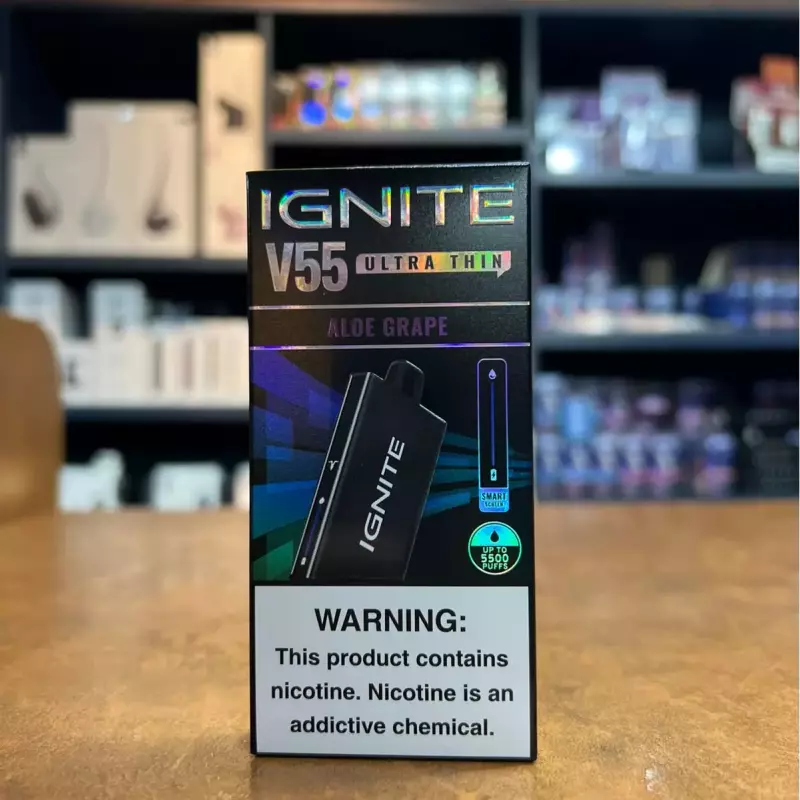 IGNITE
V55 ULTRA THIN
ALOE GRAPE
IGNITE
SMART
SCREEN
UP TO
5500
PUFFS
WARNING:
This product contains
nicotine. Nicotine is an
addictive chemical.